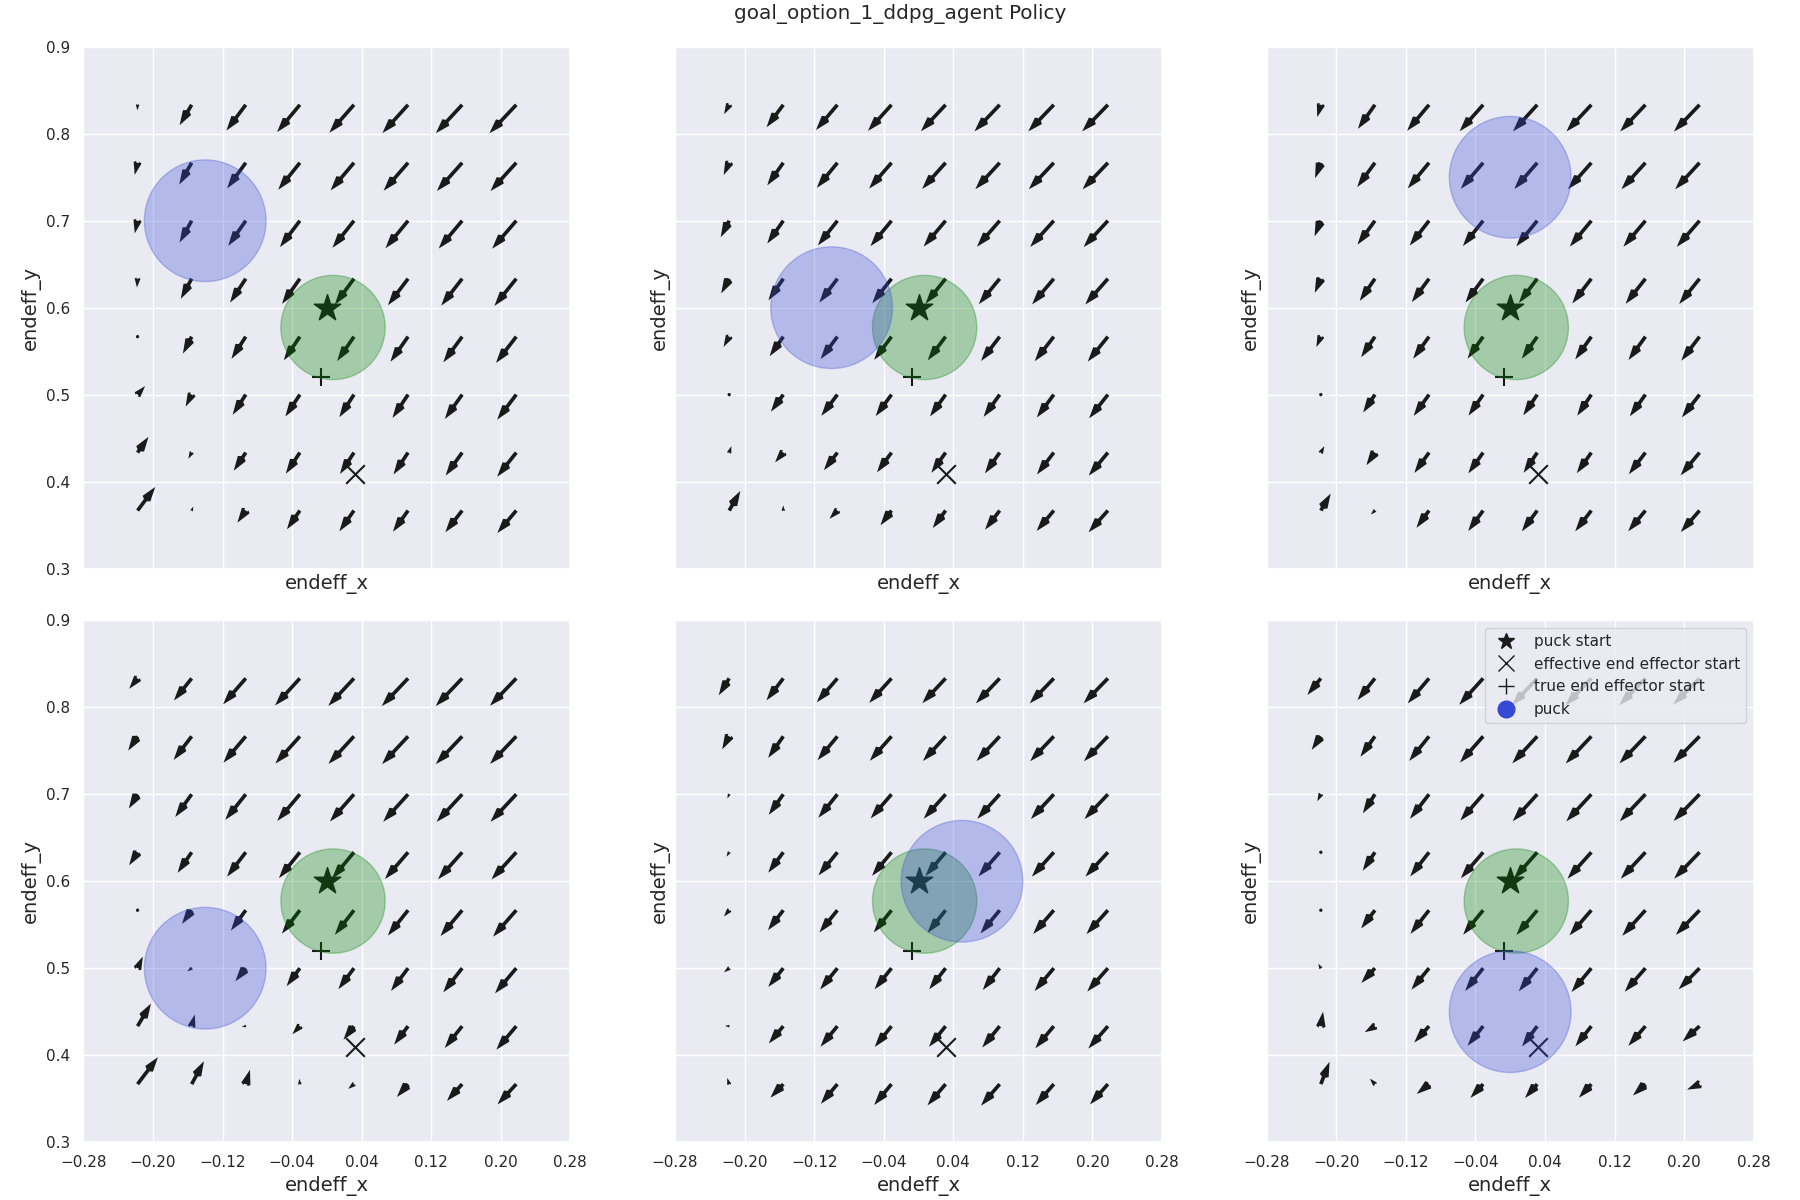 goal_option_1_ddpg_agent Policy
0.9
0.8
0.7
0.6
0.5
0.4
0.3
endeff_y
endeff_x
endeff_y
endeff_x
endeff_y
endeff_x
0.9
0.8
0.7
0.6
0.5
0.4
0.3
endeff_y
−0.28 −0.20 −0.12 −0.04 0.04 0.12 0.20 0.28
endeff_x
endeff_y
−0.28 −0.20 −0.12 −0.04 0.04 0.12 0.20 0.28
endeff_x
puck start
effective end effector start
true end effector start
puck
endeff_y
−0.28 −0.20 −0.12 −0.04 0.04 0.12 0.20 0.28
endeff_x